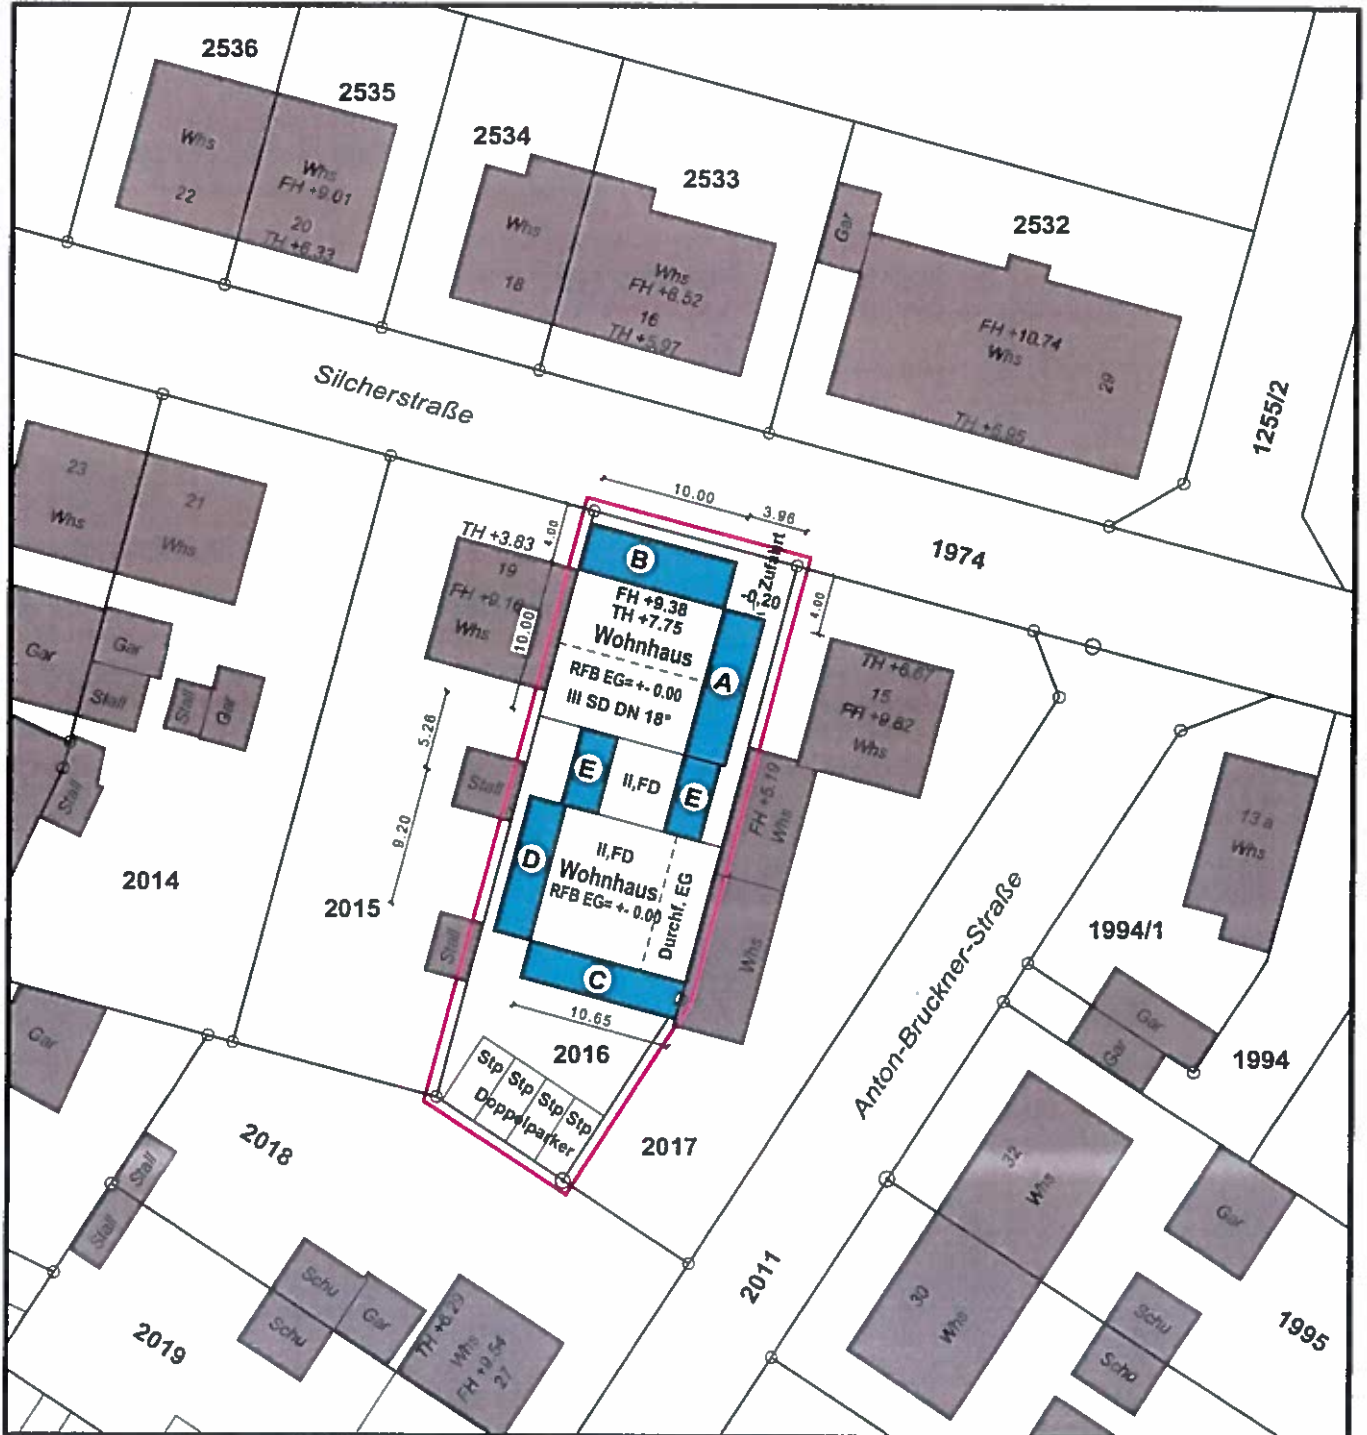 2536
2535
2534
2533
2532
Whs
22
Whs
FH +9.01
20
TH +6.33
Whs
18
Whs
FH +8.52
16
TH +5.97
Gar
FH +10.74
Whs
29
TH +6.95
1255/2
Silcherstraße
1974
23
Whs
21
Whs
Gar
Gar
Stall
Stall
Gar
Stall
10.00
3.96
4.00
TH +3.83
19
Whs
10.00
B
Zufahrt
-0,20
4.00
FH +9.38
TH +7.75
Wohnhaus
RFB EG= +- 0.00
III SD DN 18°
A
TH +6.67
15
FH +9.82
Whs
5.26
9.20
Stall
E
II,FD
E
FH +5.19
Whs
D
II,FD
Wohnhaus
RFB EG= +- 0.00
Durchf. EG
Whs
Stall
C
10.65
2014
2015
2016
Stp
Stp
Stp
Stp
Doppelparker
2017
13 a
Whs
1994/1
Anton-Bruckner-Straße
Gar
Gar
1994
Gar
2018
Stall
Stall
2019
Schu
Schu
Gar
TH +6.29
Whs
FH +9.54
27
2011
32
Whs
30
Whs
Gar
Schu
Schu
1995